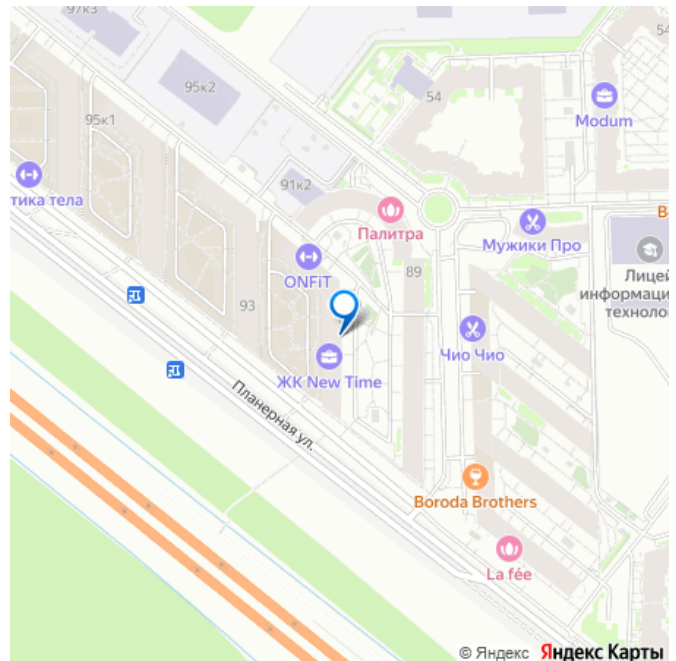 97к3
54
95к2
54
Modum
95к1
91к2
тика тела
Палитра
В
Мужики Про
ONFIT
89
Лицей
информаци
техноло
93
Чио Чио
ЖК New Time
Планерная ул.
Boroda Brothers
La fée
© Яндекс Яндекс Карты